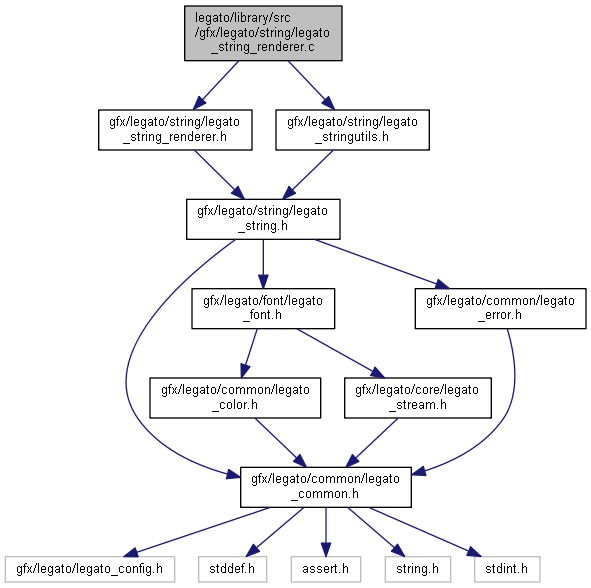 legato/library/src
/gfx/legato/string/legato
_string_renderer.c
gfx/legato/string/legato
_string_renderer.h
gfx/legato/string/legato
_stringutils.h
gfx/legato/string/legato
_string.h
gfx/legato/font/legato
_font.h
gfx/legato/common/legato
_error.h
gfx/legato/common/legato
_color.h
gfx/legato/core/legato
_stream.h
gfx/legato/common/legato
_common.h
gfx/legato/legato_config.h
stddef.h
assert.h
string.h
stdint.h